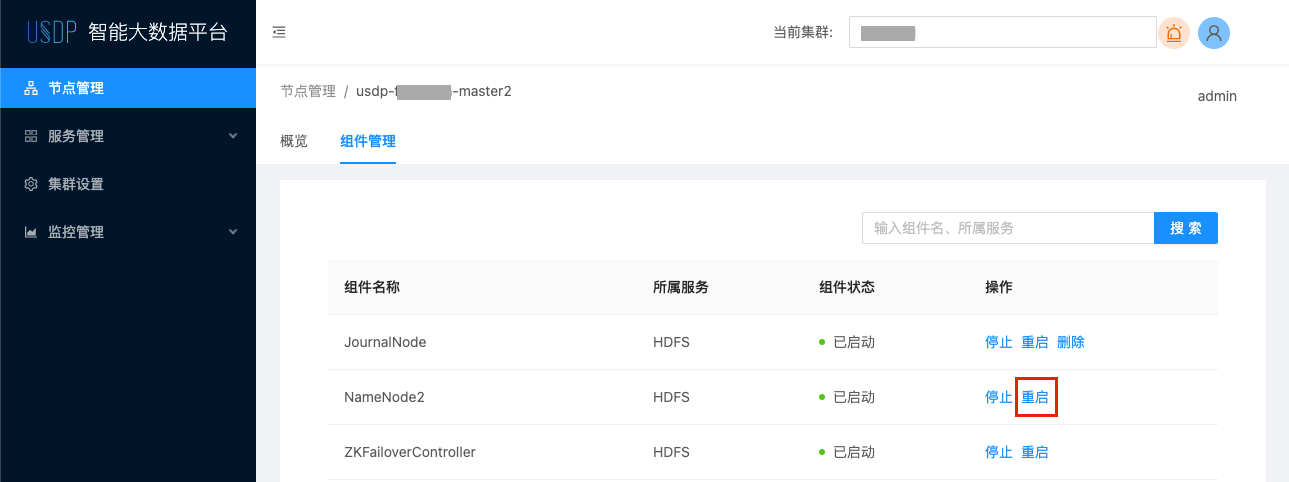 USDP 智能大数据平台
当前集群:
节点管理
服务管理
集群设置
监控管理
节点管理 / usdp- -master2
admin
概览 组件管理
输入组件名、所属服务 搜 索
组件名称 所属服务 组件状态 操作
JournalNode HDFS 已启动 停止 重启 删除
NameNode2 HDFS 已启动 停止 重启
ZKFailoverController HDFS 已启动 停止 重启